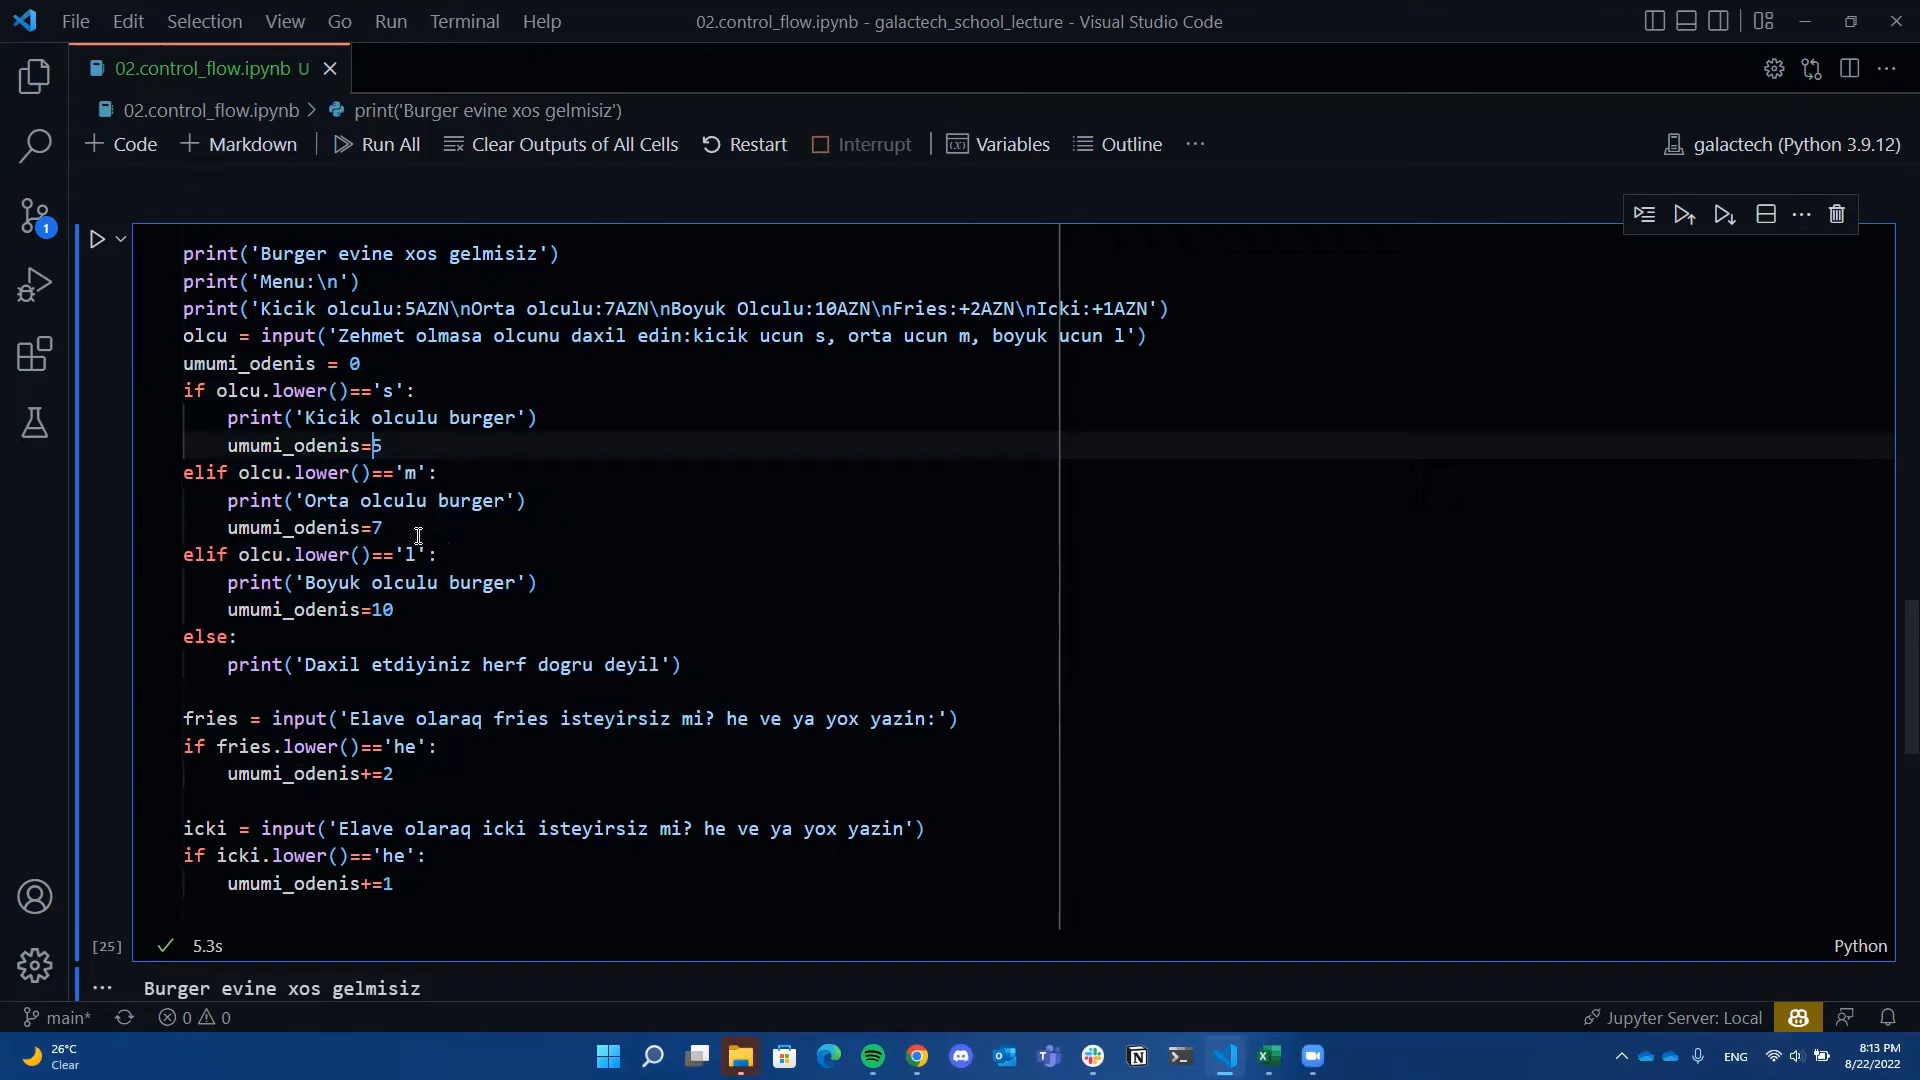 File Edit Selection View Go Run Terminal Help
02.control_flow.ipynb - galactech_school_lecture - Visual Studio Code
02.control_flow.ipynb U
02.control_flow.ipynb > print('Burger evine xos gelmisiz')
+ Code + Markdown Run All Clear Outputs of All Cells Restart Interrupt Variables Outline ... galactech (Python 3.9.12)
print('Burger evine xos gelmisiz')
print('Menu:\n')
print('Kicik olculu:5AZN\nOrta olculu:7AZN\nBoyuk Olculu:10AZN\nFries:+2AZN\nIcki:+1AZN')
olcu = input('Zehmet olmasa olcunu daxil edin:kicik ucun s, orta ucun m, boyuk ucun l')
umumi_odenis = 0
if olcu.lower()=='s':
    print('Kicik olculu burger')
    umumi_odenis=5
elif olcu.lower()=='m':
    print('Orta olculu burger')
    umumi_odenis=7
elif olcu.lower()=='l':
    print('Boyuk olculu burger')
    umumi_odenis=10
else:
    print('Daxil etdiyiniz herf dogru deyil')
fries = input('Elave olaraq fries isteyirsiz mi? he ve ya yox yazin:')
if fries.lower()=='he':
    umumi_odenis+=2
icki = input('Elave olaraq icki isteyirsiz mi? he ve ya yox yazin')
if icki.lower()=='he':
    umumi_odenis+=1
[25] 5.3s Python
... Burger evine xos gelmisiz
1
main* 0 0 Jupyter Server: Local
26°C
Clear
ENG
8:13 PM
8/22/2022